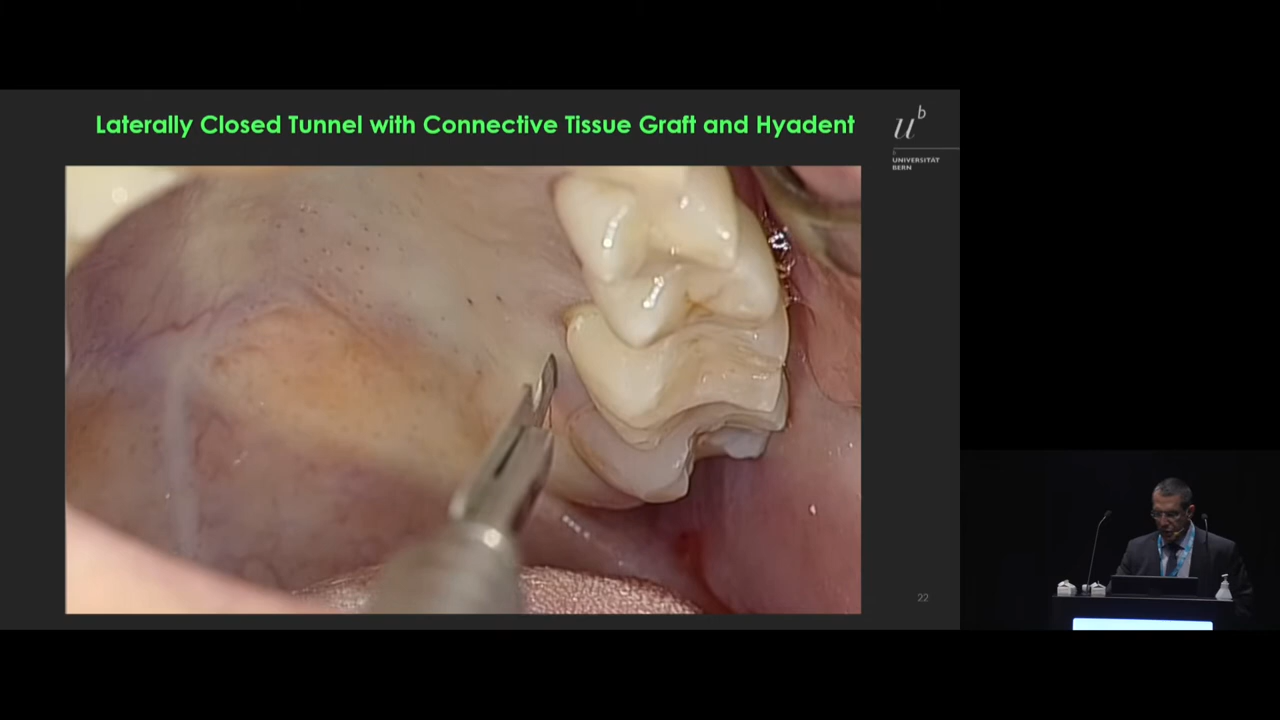 Laterally Closed Tunnel with Connective Tissue Graft and Hyadent
u
b
b
UNIVERSITÄT
BERN
22